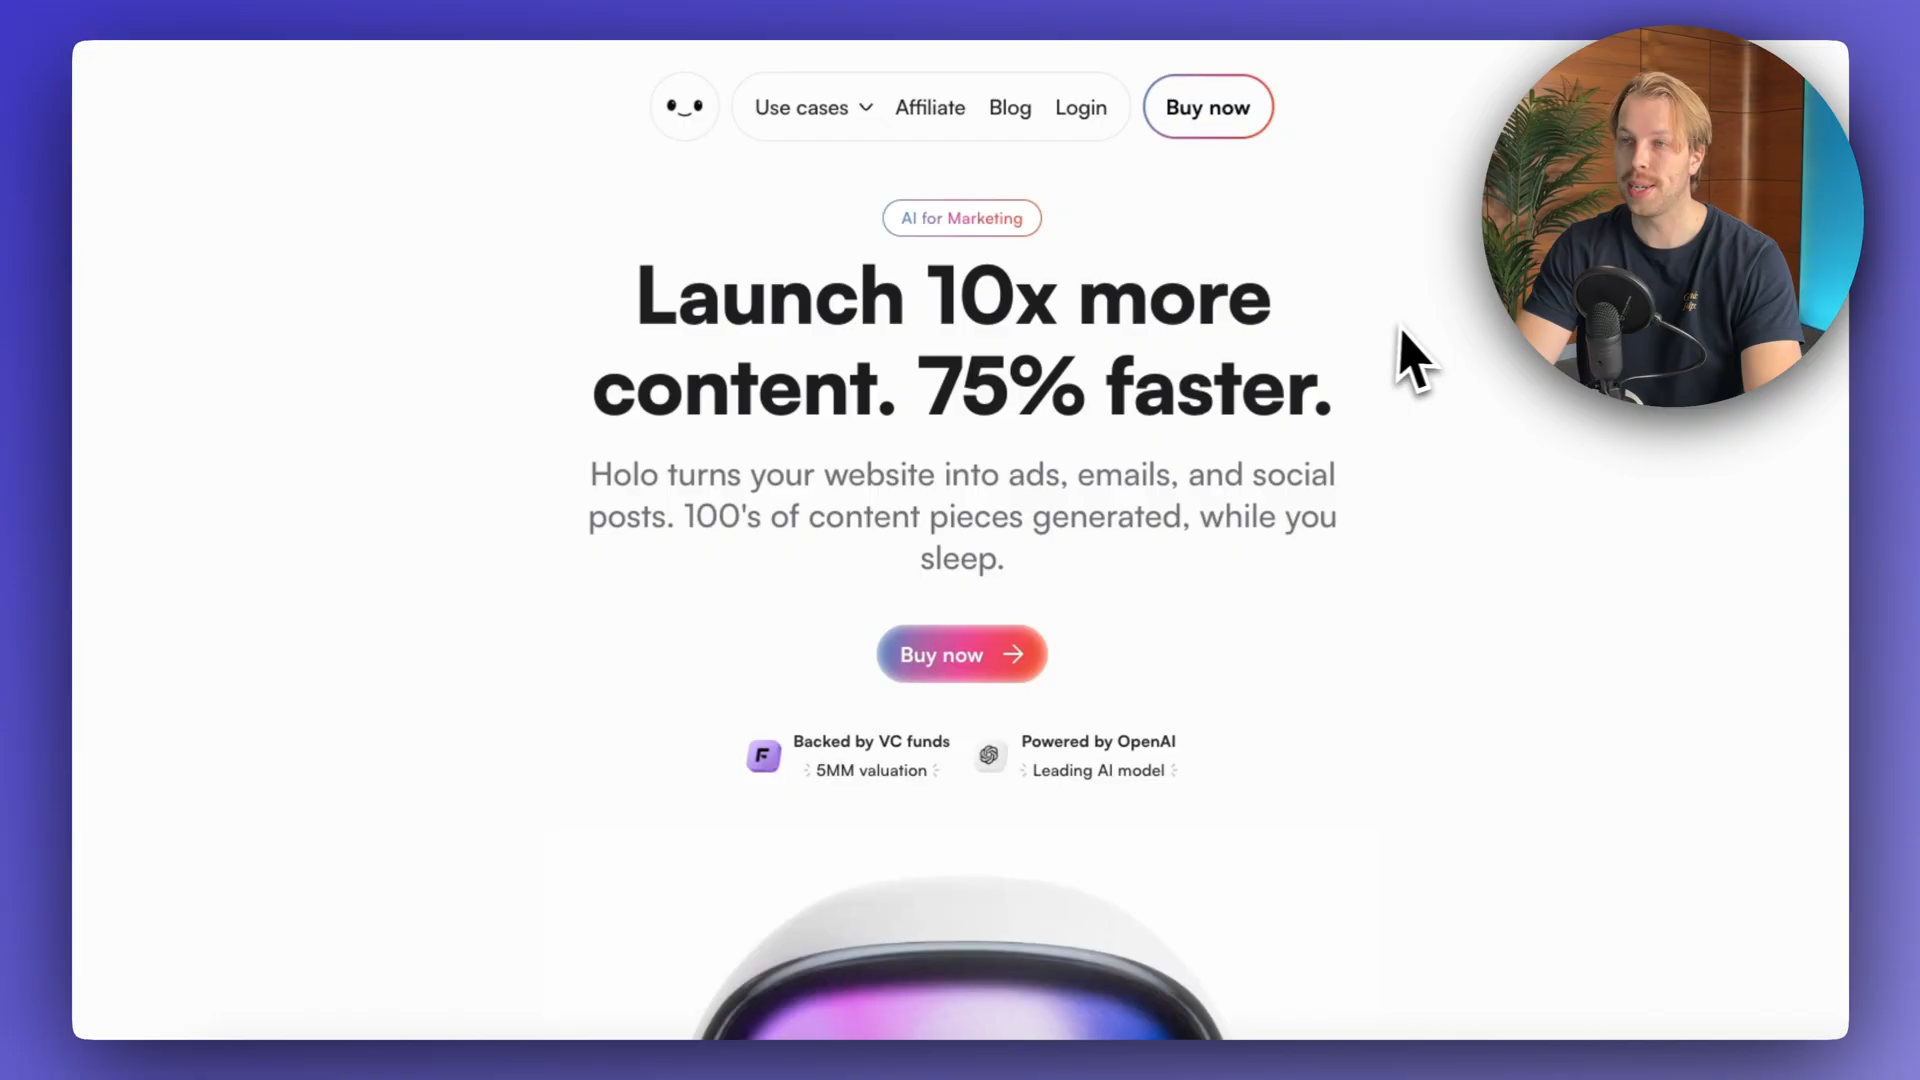 Use cases
Affiliate
Blog
Login
Buy now
AI for Marketing
Launch 10x more
content. 75% faster.
Holo turns your website into ads, emails, and social
posts. 100's of content pieces generated, while you
sleep.
Buy now
F
Backed by VC funds
5MM valuation
Powered by OpenAI
Leading AI model